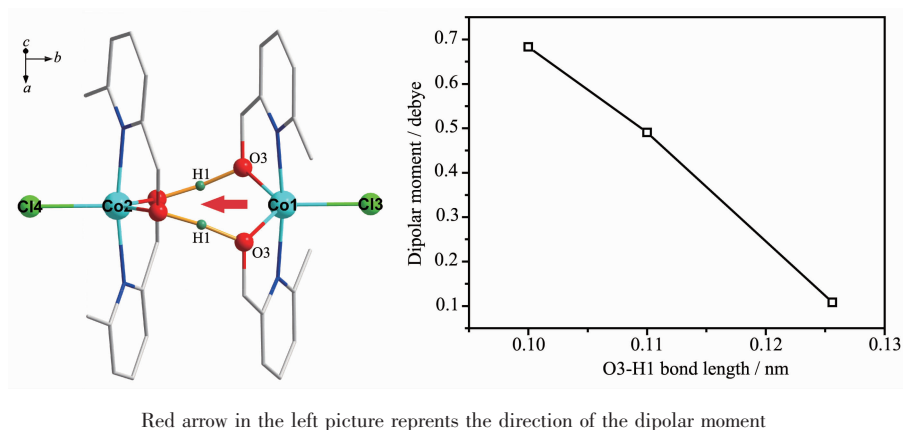 c
b
a
H1
O3
Cl4
Co2
Co1
Cl3
H1
O3
Dipolar moment / debye
0.7
0.6
0.5
0.4
0.3
0.2
0.1
0.10
0.11
0.12
0.13
O3-H1 bond length / nm
Red arrow in the left picture reprents the direction of the dipolar moment